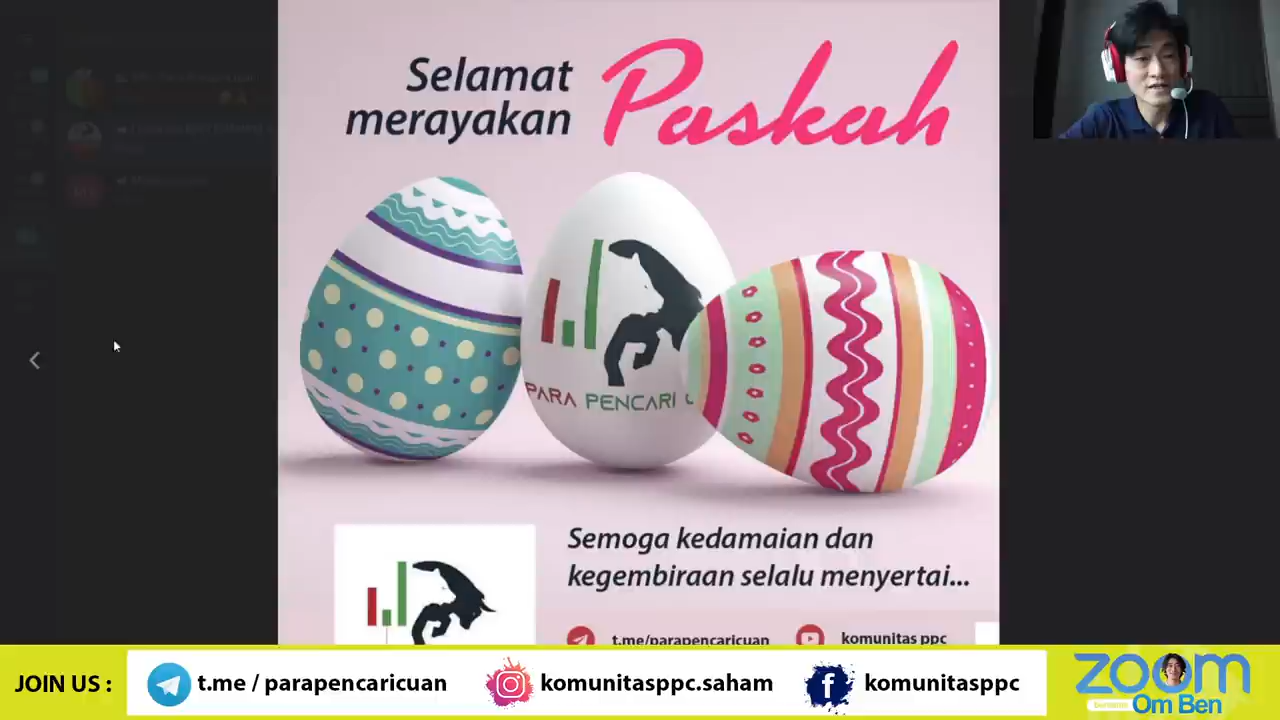 Selamat
merayakan
Paskah
PARA PENCARI
Semoga kedamaian dan
kegembiraan selalu menyertai...
t.me/parapencaricuan
komunitas ppc
JOIN US :
t.me / parapencaricuan
komunitasppc.saham
komunitasppc
zoom
bersama
Om Ben